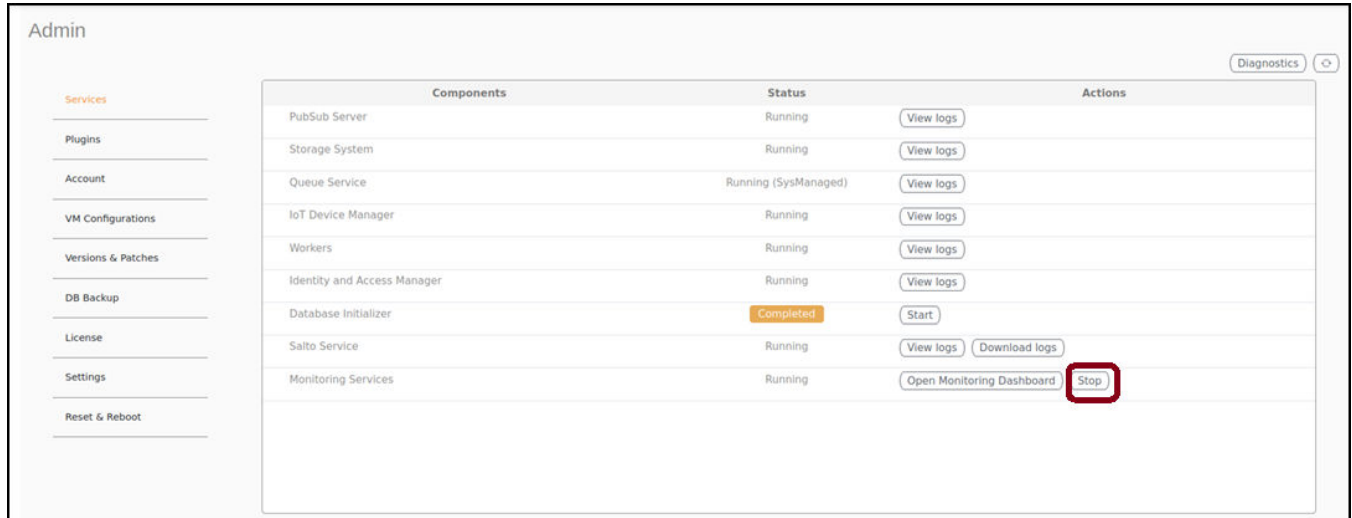 Admin
Diagnostics
Services
Plugins
Account
VM Configurations
Versions & Patches
DB Backup
License
Settings
Reset & Reboot
Components Status Actions
PubSub Server Running View logs
Storage System Running View logs
Queue Service Running (SysManaged) View logs
IoT Device Manager Running View logs
Workers Running View logs
Identity and Access Manager Running View logs
Database Initializer Completed Start
Salto Service Running View logs Download logs
Monitoring Services Running Open Monitoring Dashboard Stop